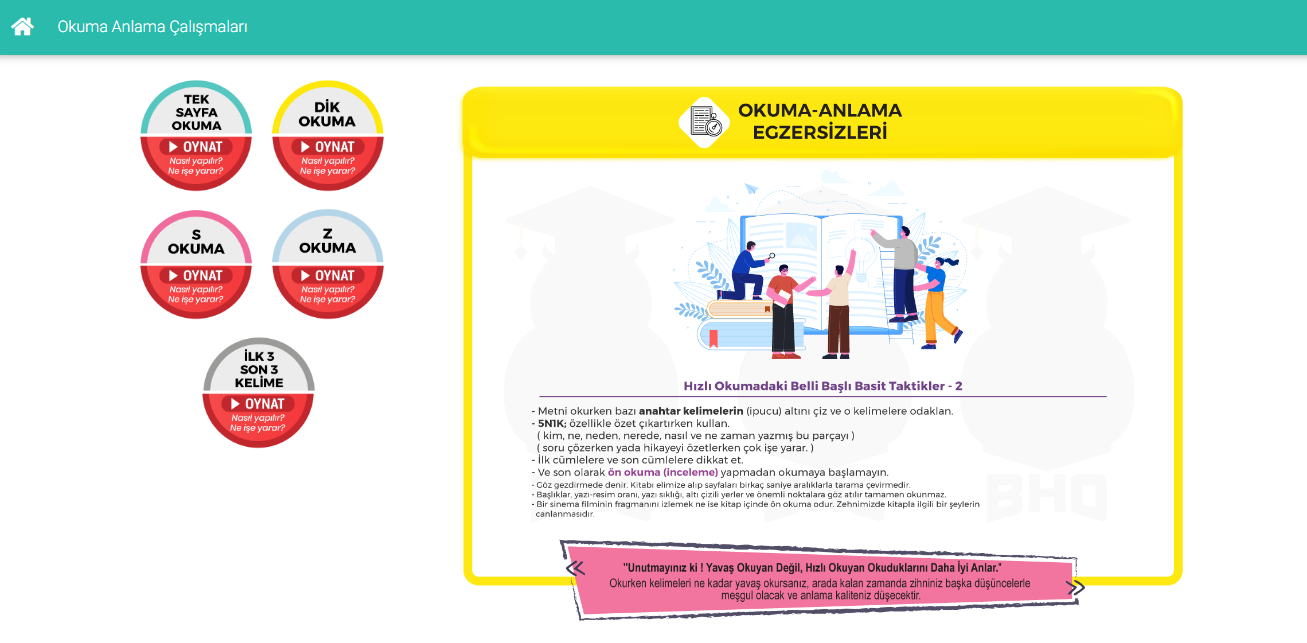 Okuma Anlama Çalışmaları
TEK
SAYFA
OKUMA
OYNAT
Nasıl yapılır?
Ne işe yarar?
DİK
OKUMA
OYNAT
Nasıl yapılır?
Ne işe yarar?
S
OKUMA
OYNAT
Nasıl yapılır?
Ne işe yarar?
Z
OKUMA
OYNAT
Nasıl yapılır?
Ne işe yarar?
İLK 3
SON 3
KELİME
OYNAT
Nasıl yapılır?
Ne işe yarar?
OKUMA-ANLAMA
EGZERSİZLERİ
Hızlı Okumadaki Belli Başlı Basit Taktikler - 2
- Metni okurken bazı anahtar kelimelerin (ipucu) altını çiz ve o kelimelere odaklan.
- 5N1K; özellikle özet çıkartırken kullan.
( kim, ne, neden, nerede, nasıl ve ne zaman yazmış bu parçayı )
( soru çözerken yada hikayeyi özetlerken çok işe yarar. )
- İlk cümlelere ve son cümlelere dikkat et.
- Ve son olarak ön okuma (inceleme) yapmadan okumaya başlamayın.
- Göz gezdirmede denir. Kitabı elimize alıp sayfaları birkaç saniye aralıklarla tarama çevirmedir.
- Başlıklar, yazı-resim oranı, yazı sıklığı, altı çizili yerler ve önemli noktalara göz atılır tamamen okunmaz.
- Bir sinema filminin fragmanını izlemek ne ise kitap içinde ön okuma odur. Zehnimizde kitapla ilgili bir şeylerin
canlanmasıdır.
BHO
"Unutmayınız ki ! Yavaş Okuyan Değil, Hızlı Okuyan Okuduklarını Daha İyi Anlar."
Okurken kelimeleri ne kadar yavaş okursanız, arada kalan zamanda zihniniz başka düşüncelerle
meşgul olacak ve anlama kaliteniz düşecektir.